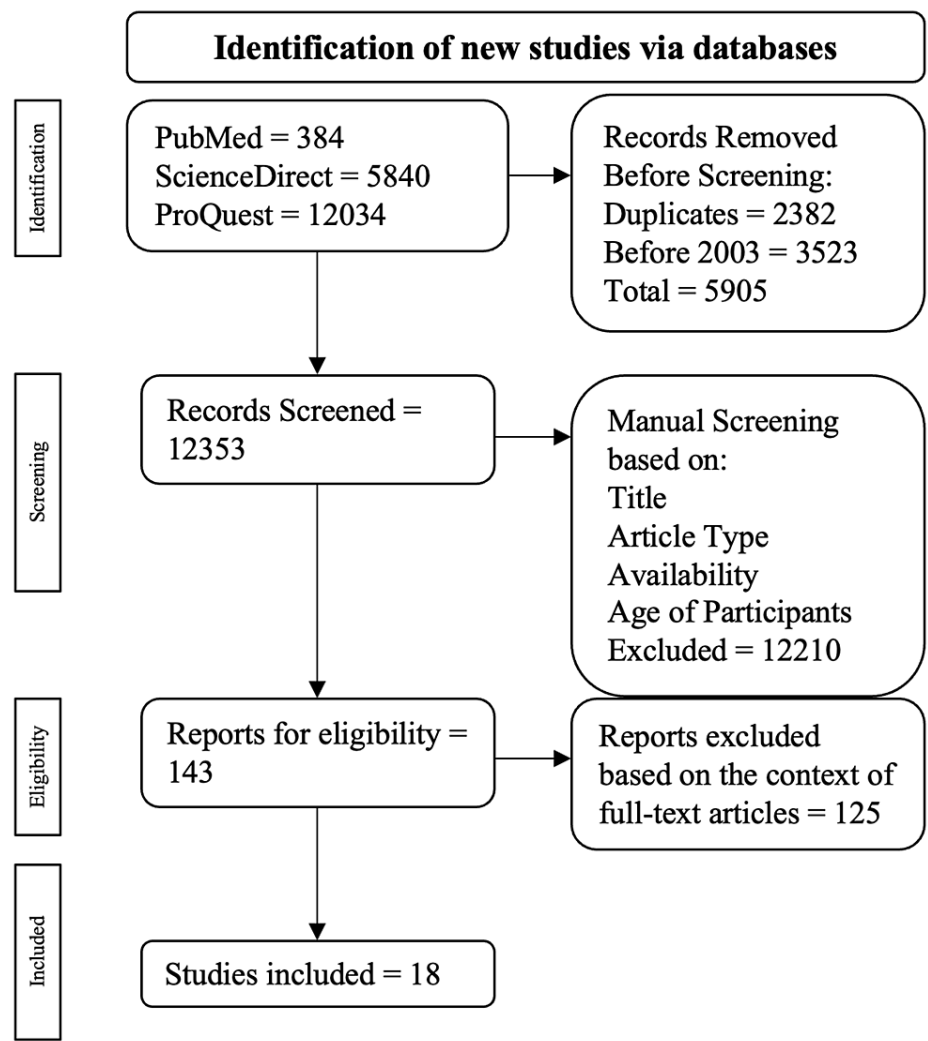 Identification of new studies via databases
Identification
PubMed = 384
ScienceDirect = 5840
ProQuest = 12034
Records Removed
Before Screening:
Duplicates = 2382
Before 2003 = 3523
Total = 5905
Screening
Records Screened =
12353
Manual Screening
based on:
Title
Article Type
Availability
Age of Participants
Excluded = 12210
Eligibility
Reports for eligibility =
143
Reports excluded
based on the context of
full-text articles = 125
Included
Studies included = 18